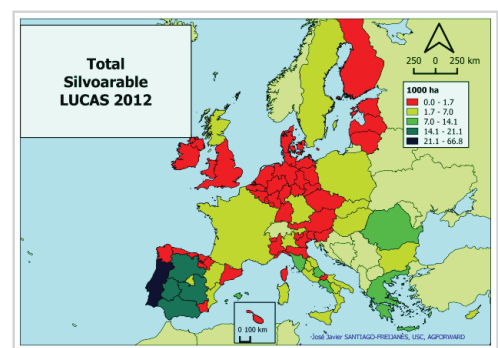 Total
Silvoarable
LUCAS 2012
250 0 250 km
1000 ha
0.0 - 1.7
1.7 - 7.0
7.0 - 14.1
14.1 - 21.1
21.1 - 66.8
0 100 km
-José Javier SANTIAGO-FREIJANÉS, USC, AGFORWARD